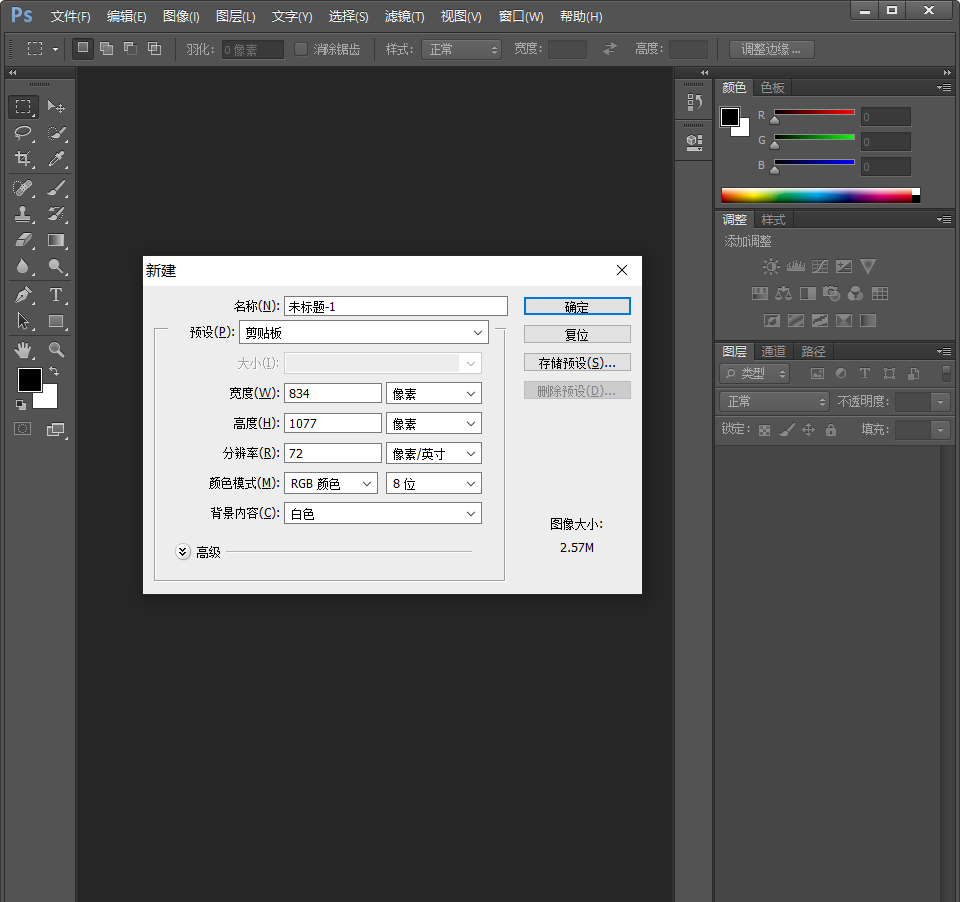 Ps 文件(F) 编辑(E) 图像(I) 图层(L) 文字(Y) 选择(S) 滤镜(T) 视图(V) 窗口(W) 帮助(H)
羽化: 0 像素 消除锯齿 样式: 正常 宽度: 高度: 调整边缘...
颜色 色板
R 0
G 0
B 0
调整 样式
添加调整
图层 通道 路径
类型
正常 不透明度:
锁定: 填充:
新建
名称(N): 未标题-1
确定
预设(P): 剪贴板
复位
大小(I):
存储预设(S)...
宽度(W): 834 像素
删除预设(D)...
高度(H): 1077 像素
分辨率(R): 72 像素/英寸
颜色模式(M): RGB 颜色 8 位
背景内容(C): 白色
图像大小:
2.57M
高级